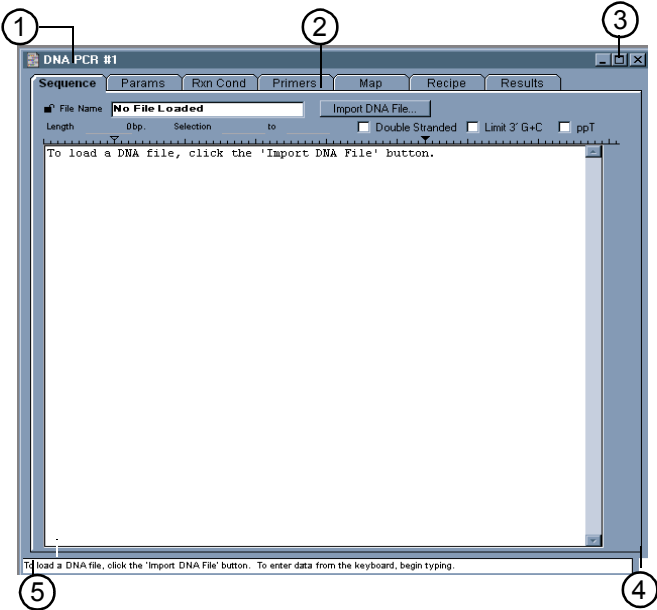 1 2 3
DNA PCR #1
Sequence Params Rxn Cond Primers Map Recipe Results
File Name No File Loaded Import DNA File...
Length 0bp. Selection to Double Stranded Limit 3´ G+C ppT
To load a DNA file, click the 'Import DNA File' button.
To load a DNA file, click the 'Import DNA File' button. To enter data from the keyboard, begin typing.
5 4